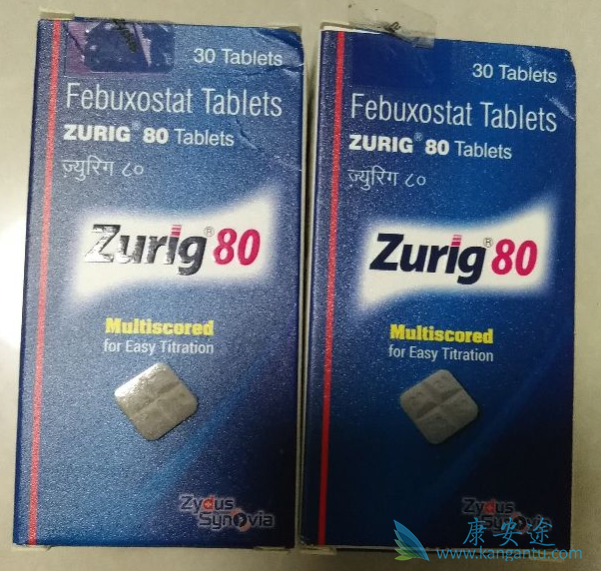 30 Tablets
Febuxostat Tablets
ZURIG® 80 Tablets
ज़्युरिग ८०
Zurig® 80
Multiscored
for Easy Titration
Zydus
Synovia
30 Tablets
Febuxostat Tablets
ZURIG® 80 Tablets
ज़्युरिग ८०
Zurig® 80
Multiscored
for Easy Titration
Zydus
Synovia
康安途
www.kangantu.com